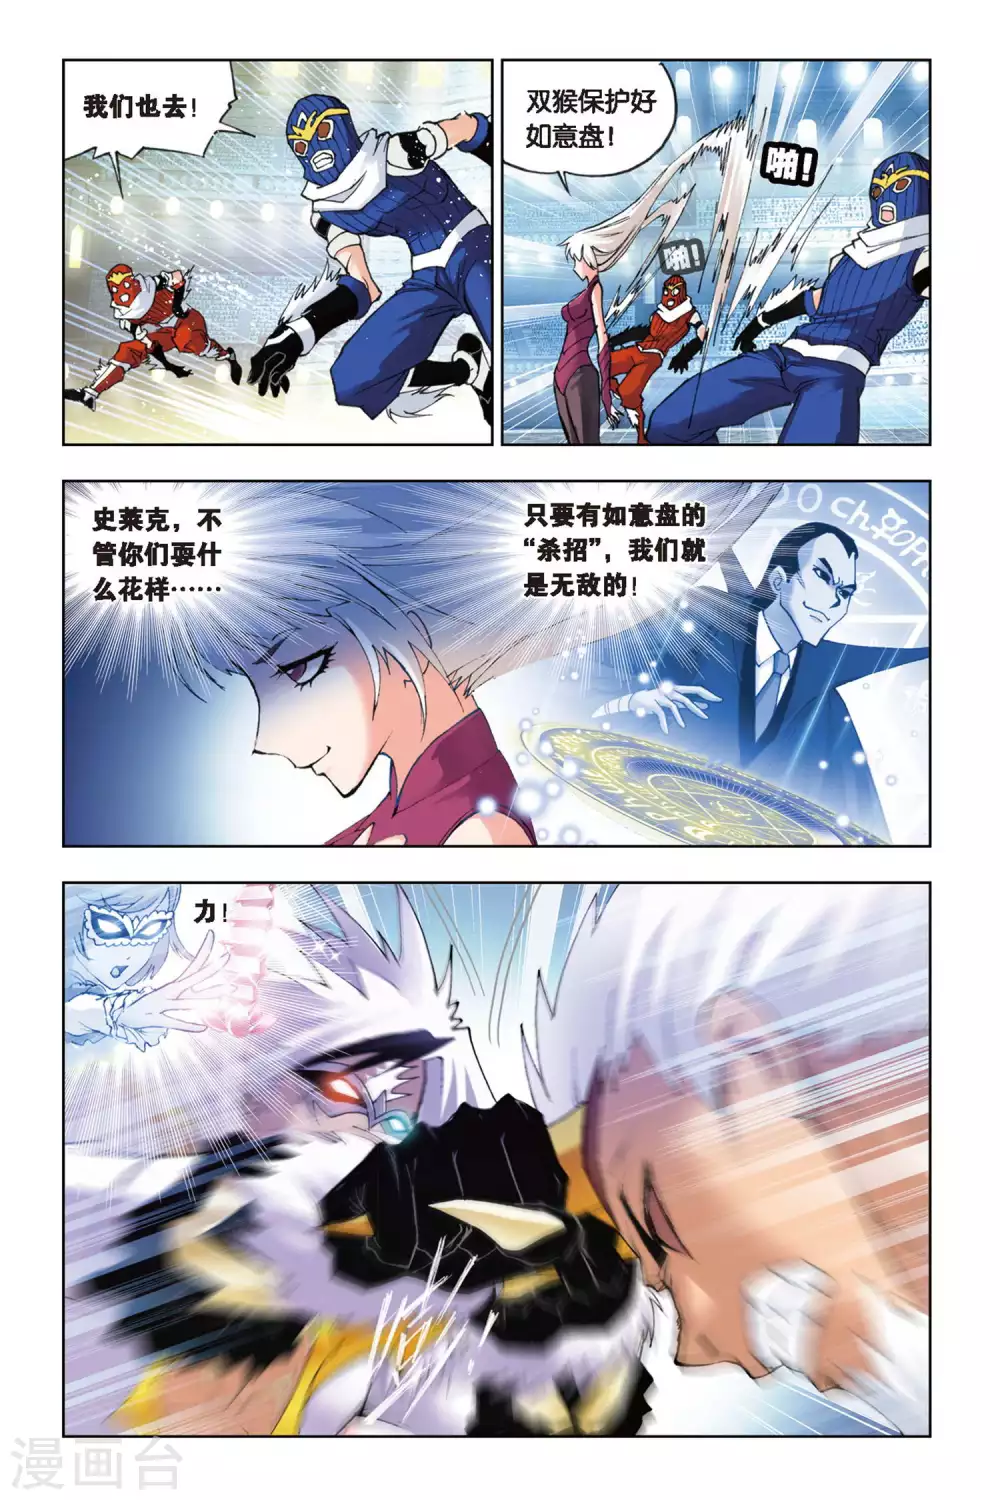 我们也去！
双猴保护好
如意盘！
啪！
啪！
史莱克，不
管你们耍什
么花样……
只要有如意盘的
“杀招”，我们就
是无敌的！
力！
漫画台